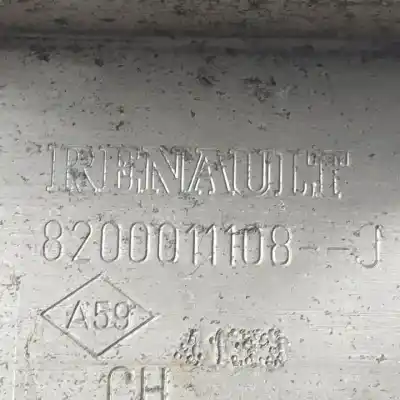 RENAULT
8200011108--J
A59
CH